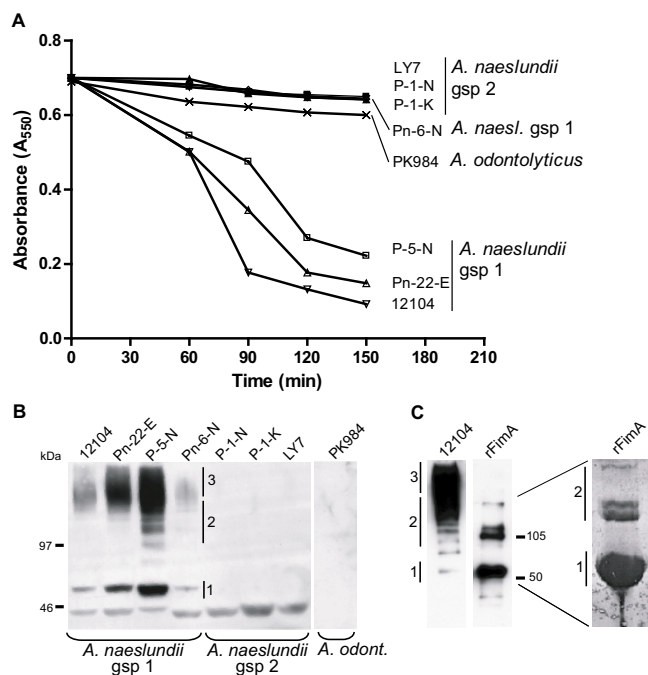 A
0.8
0.6
0.4
0.2
0.0
Absorbance (A550)
0 30 60 90 120 150 180 210
Time (min)
LY7
P-1-N
P-1-K
A. naeslundii
gsp 2
Pn-6-N A. naesl. gsp 1
PK984 A. odontolyticus
P-5-N
Pn-22-E
12104
A. naeslundii
gsp 1
B
kDa
12104 Pn-22-E P-5-N Pn-6-N P-1-N P-1-K LY7 PK984
97
46
3
2
1
A. naeslundii
gsp 1
A. naeslundii
gsp 2
A. odont.
C
12104 rFimA rFimA
3
2
1
105
50
2
1